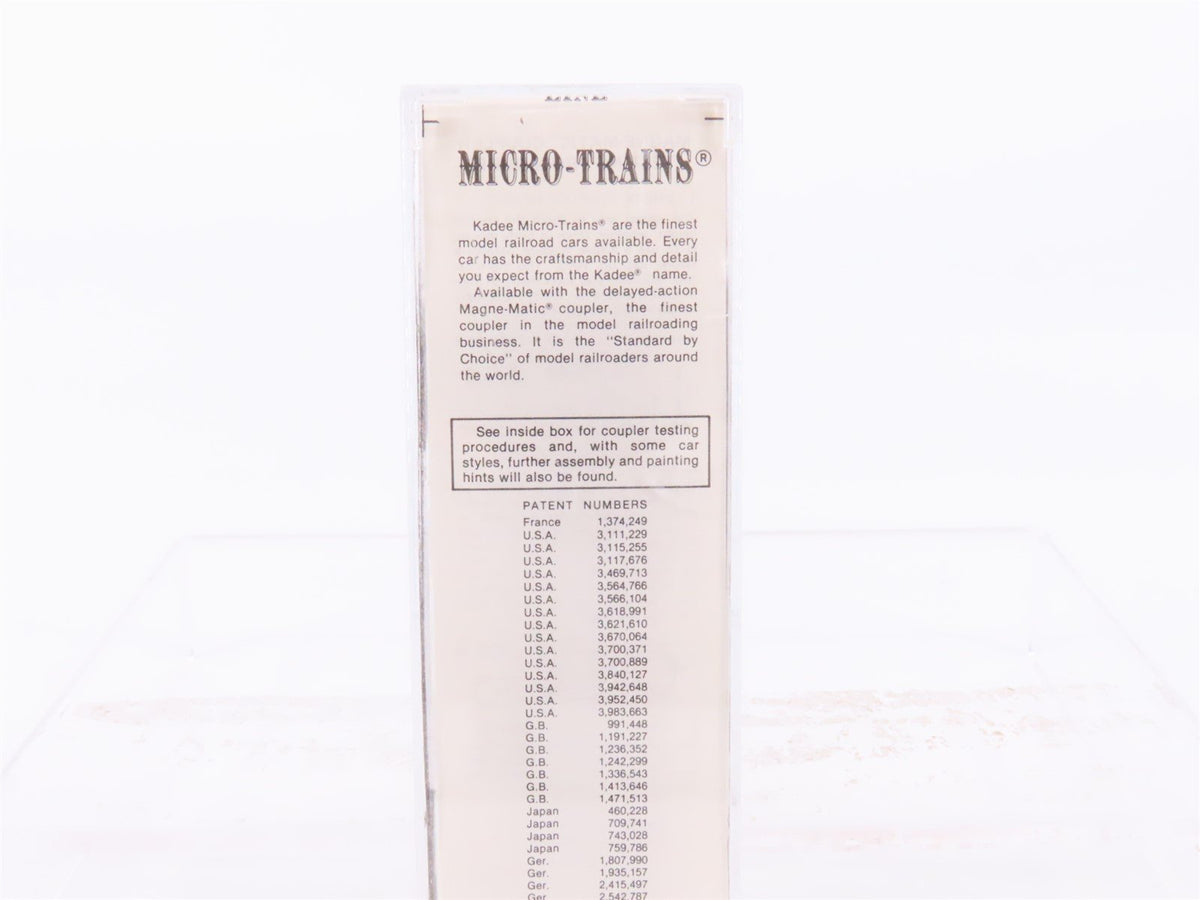 MICRO-TRAINS®
Kadee Micro-Trains® are the finest
model railroad cars available. Every
car has the craftsmanship and detail
you expect from the Kadee® name.
Available with the delayed-action
Magne-Matic® coupler, the finest
coupler in the model railroading
business. It is the "Standard by
Choice" of model railroaders around
the world.
See inside box for coupler testing
procedures and, with some car
styles, further assembly and painting
hints will also be found.
PATENT NUMBERS
France 1,374,249
U.S.A. 3,111,229
U.S.A. 3,115,255
U.S.A. 3,117,676
U.S.A. 3,469,713
U.S.A. 3,564,766
U.S.A. 3,566,104
U.S.A. 3,618,991
U.S.A. 3,621,610
U.S.A. 3,670,064
U.S.A. 3,700,371
U.S.A. 3,700,889
U.S.A. 3,840,127
U.S.A. 3,942,648
U.S.A. 3,952,450
U.S.A. 3,983,663
G.B. 991,448
G.B. 1,191,227
G.B. 1,236,352
G.B. 1,242,299
G.B. 1,336,543
G.B. 1,413,646
G.B. 1,471,513
Japan 460,228
Japan 709,741
Japan 743,028
Japan 759,786
Ger. 1,807,990
Ger. 1,935,157
Ger. 2,415,497
Ger. 2,542,787